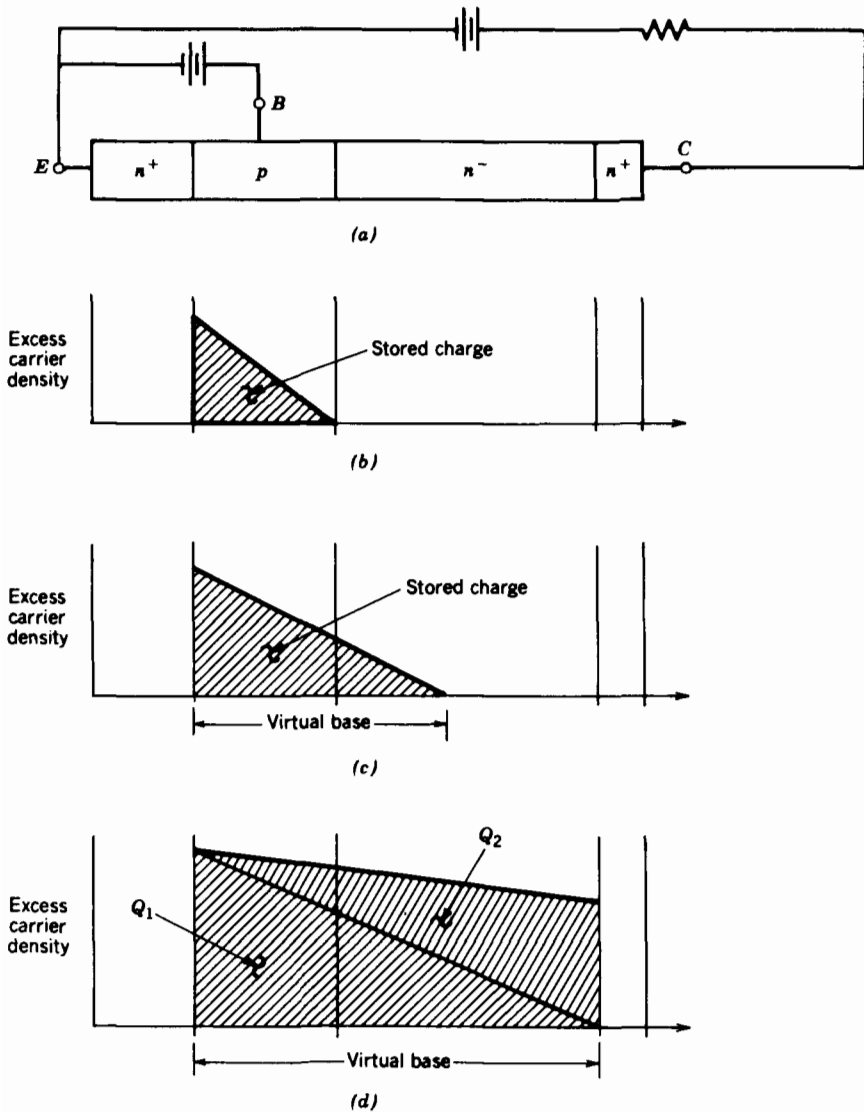 B
E
n⁺
p
n⁻
n⁺
C
(a)
Excess
carrier
density
Stored charge
(b)
Excess
carrier
density
Stored charge
Virtual base
(c)
Excess
carrier
density
Q₁
Q₂
Virtual base
(d)